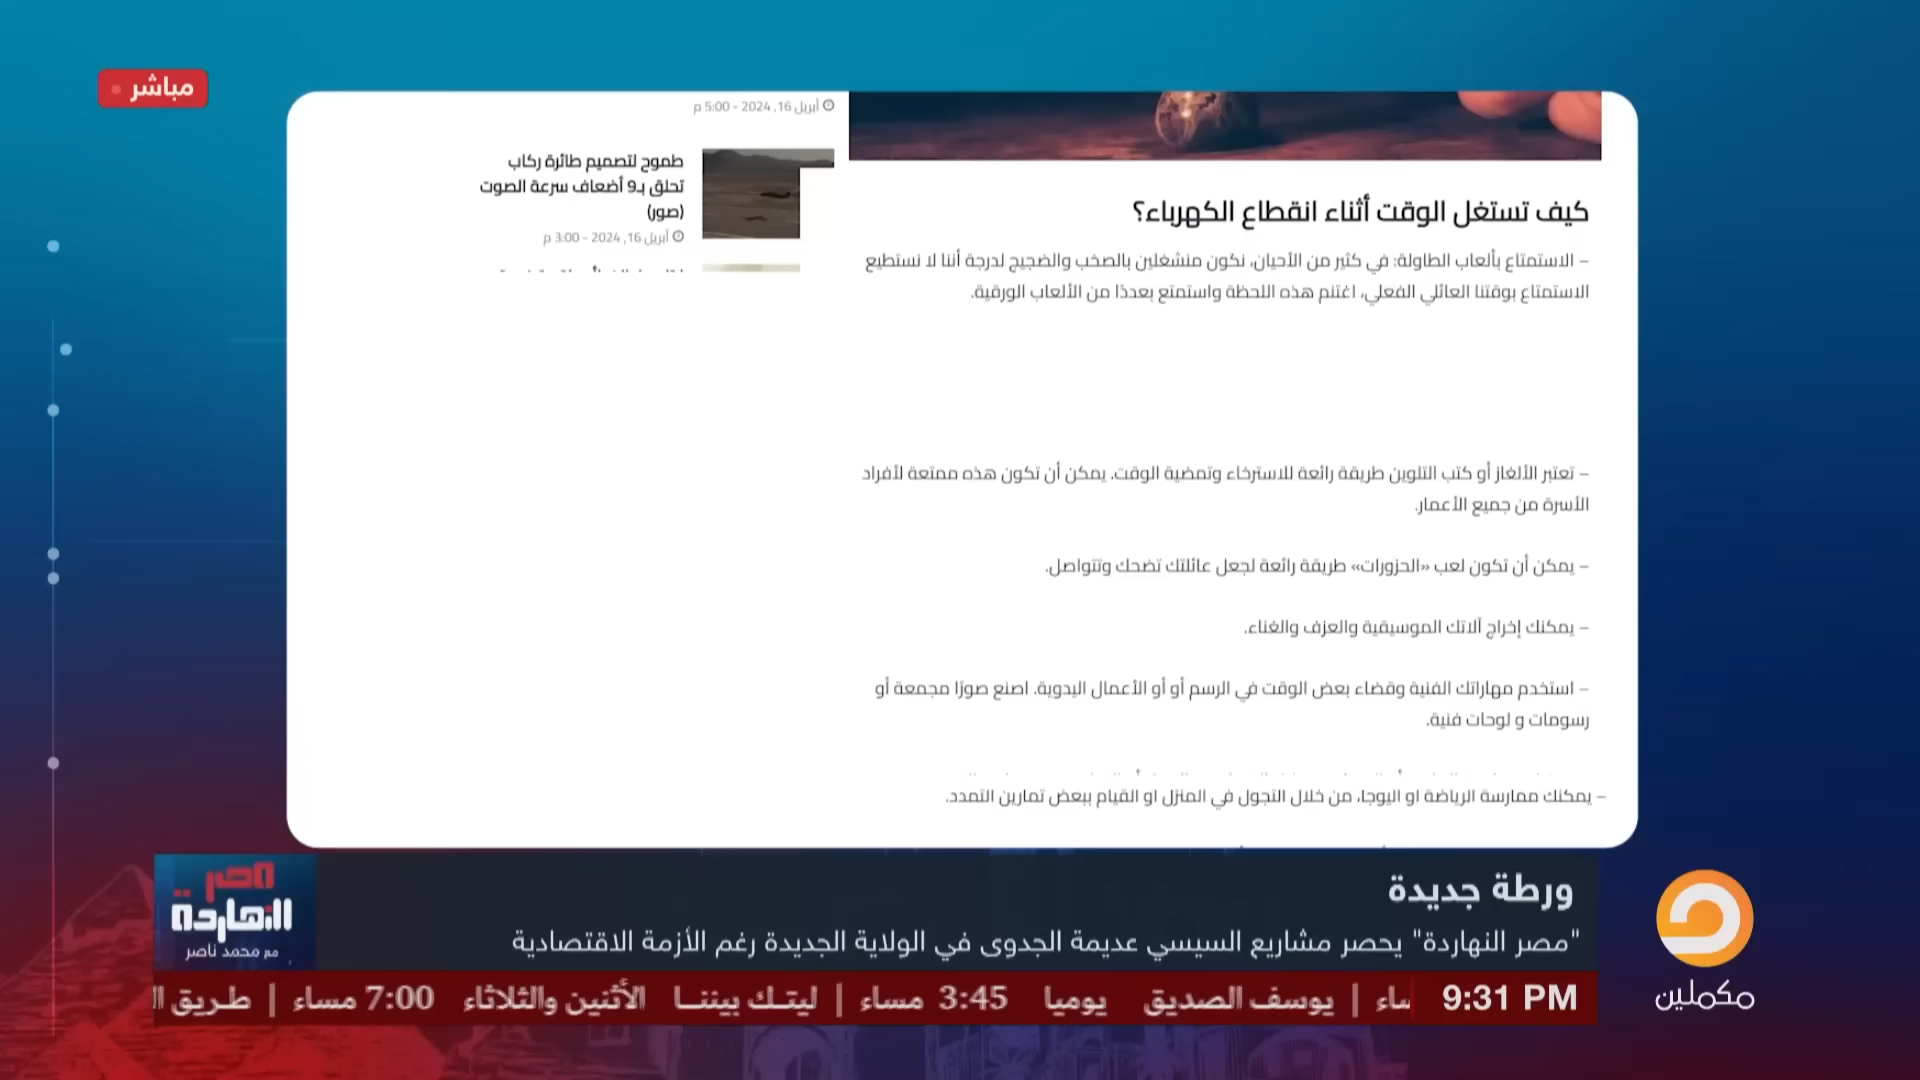 مباشر
أبريل 16, 2024 - 5:00 م
طموح لتصميم طائرة ركاب
تحلق بـ9 أضعاف سرعة الصوت
(صور)
أبريل 16, 2024 - 3:00 م
كيف تستغل الوقت أثناء انقطاع الكهرباء؟
– الاستمتاع بألعاب الطاولة: في كثير من الأحيان، نكون منشغلين بالصخب والضجيج لدرجة أننا لا نستطيع
الاستمتاع بوقتنا العائلي الفعلي، اغتنم هذه اللحظة واستمتع بعددًا من الألعاب الورقية.
– تعتبر الألغاز أو كتب التلوين طريقة رائعة للاسترخاء وتمضية الوقت. يمكن أن تكون هذه ممتعة لأفراد
الأسرة من جميع الأعمار.
– يمكن أن تكون لعب «الحزورات» طريقة رائعة لجعل عائلتك تضحك وتتواصل.
– يمكنك إخراج آلاتك الموسيقية والعزف والغناء.
– استخدم مهاراتك الفنية وقضاء بعض الوقت في الرسم أو أو الأعمال اليدوية. اصنع صورًا مجمعة أو
رسومات و لوحات فنية.
– يمكنك ممارسة الرياضة او اليوجا، من خلال التجول في المنزل او القيام ببعض تمارين التمدد.
ورطة جديدة
"مصر النهاردة" يحصر مشاريع السيسي عديمة الجدوى في الولاية الجديدة رغم الأزمة الاقتصادية
مصر
النهاردة
مع محمد ناصر
9:31 PM
ساء | يوسف الصديق يوميا 3:45 مساء | ليتك بيننا الأثنين والثلاثاء 7:00 مساء | طريق ال
مكملين